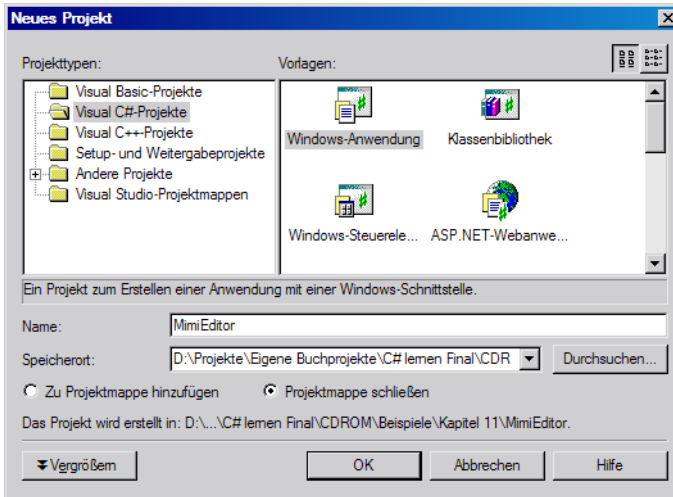 Neues Projekt
Projekttypen:
Vorlagen:
Visual Basic-Projekte
Visual C#-Projekte
Visual C++-Projekte
Setup- und Weitergabeprojekte
Andere Projekte
Visual Studio-Projektmappen
Windows-Anwendung
Klassenbibliothek
Windows-Steuerele...
ASP.NET-Webanwe...
Ein Projekt zum Erstellen einer Anwendung mit einer Windows-Schnittstelle.
Name:
MimiEditor
Speicherort:
D:\Projekte\Eigene Buchprojekte\C# lernen Final\CDR
Durchsuchen...
Zu Projektmappe hinzufügen
Projektmappe schließen
Das Projekt wird erstellt in: D:\...\C# lernen Final\CDROM\Beispiele\Kapitel 11\MimiEditor.
Vergrößern
OK
Abbrechen
Hilfe